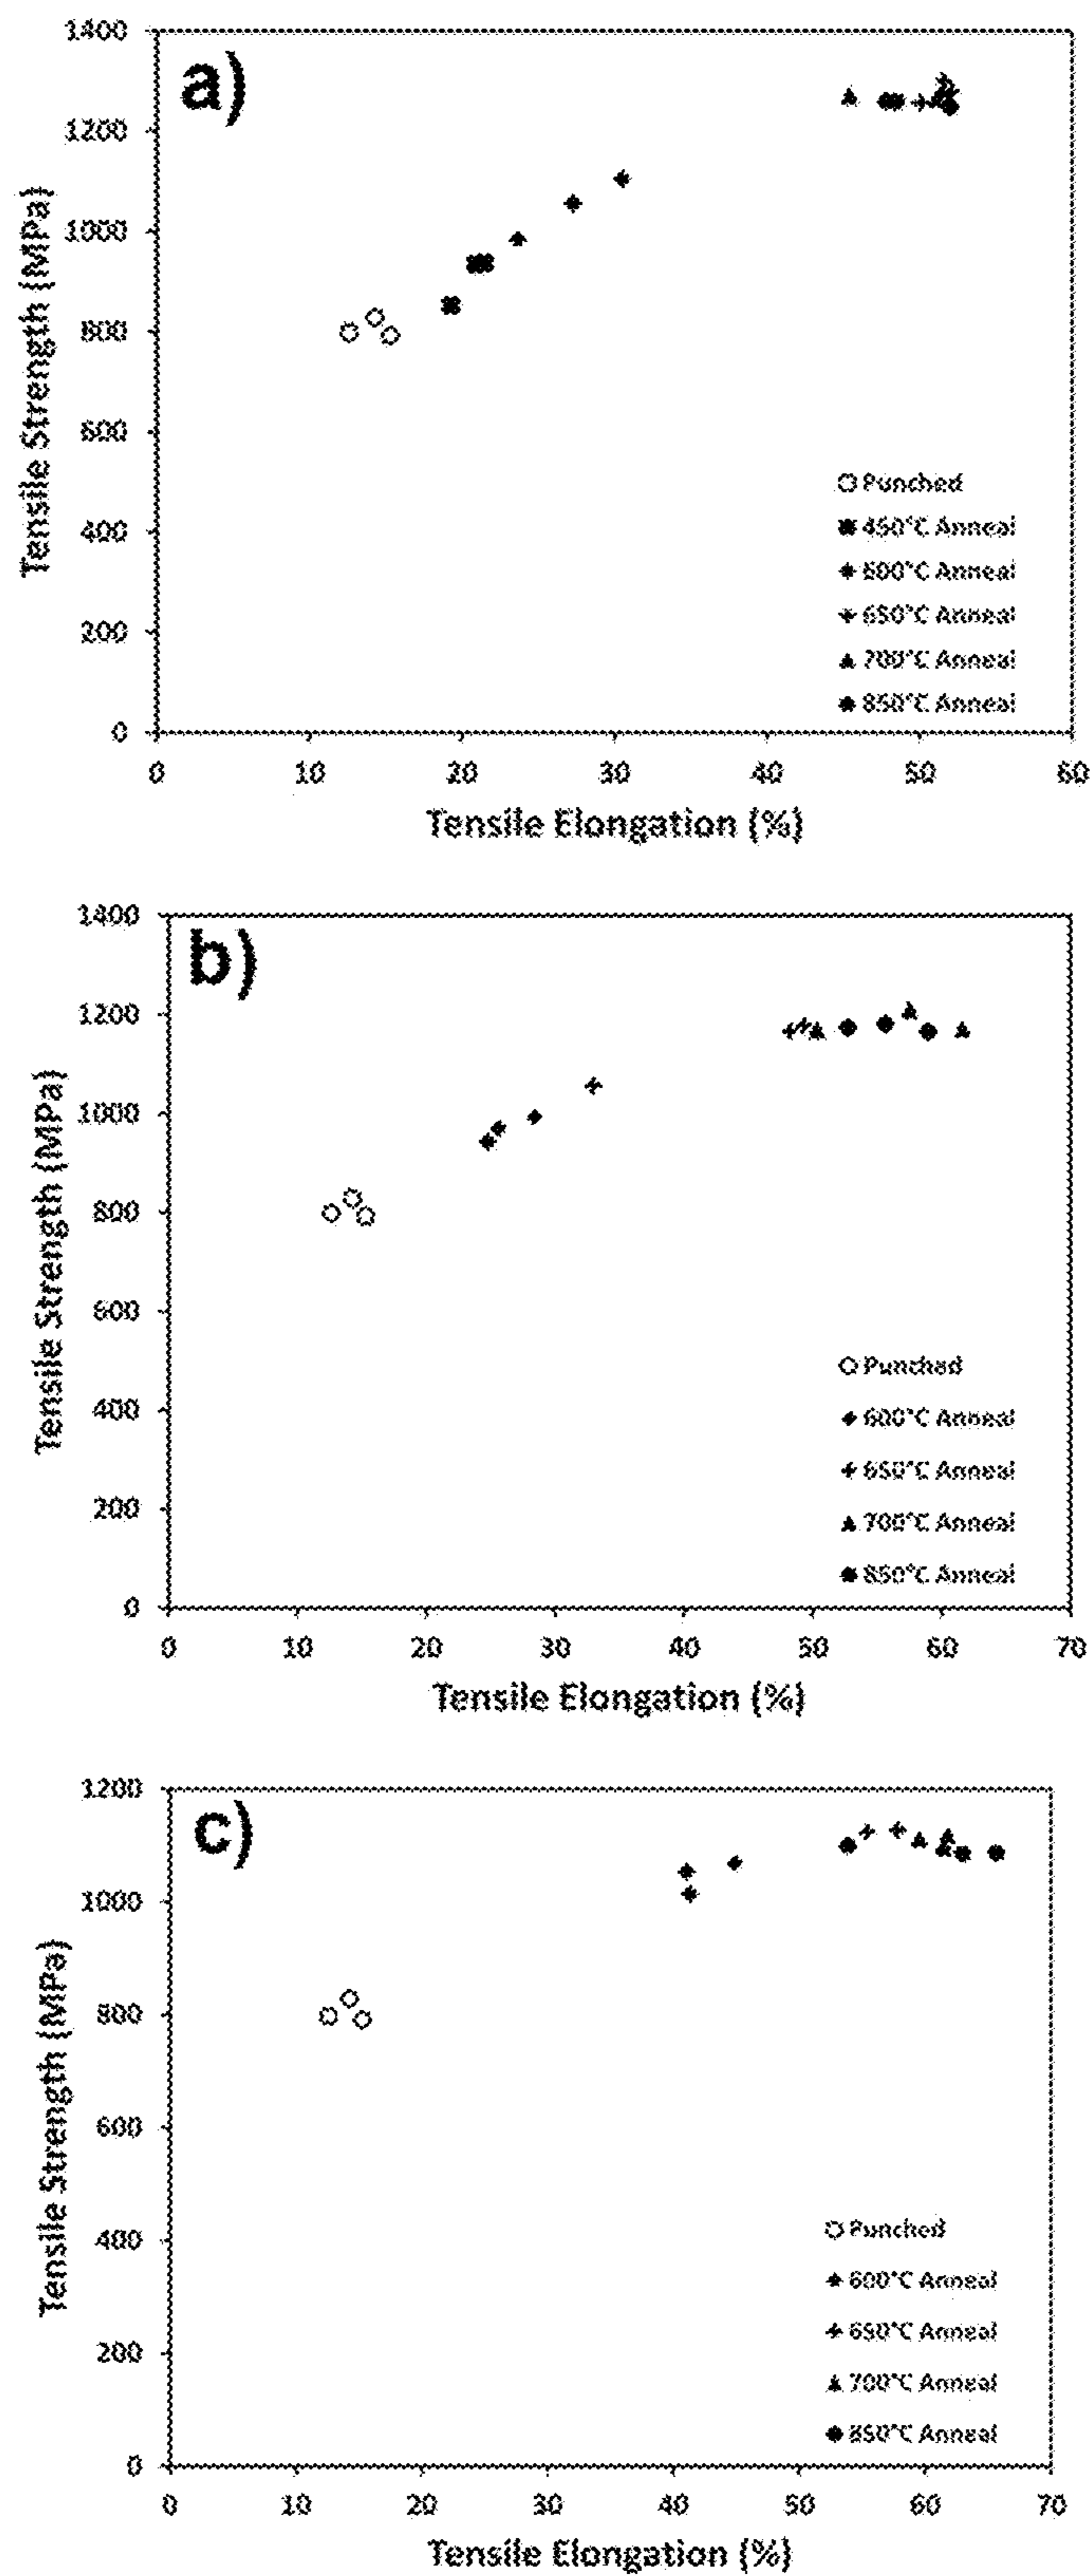 a)
Tensile Strength (MPa)
1400
1200
1000
800
600
400
200
0
Punched
450°C Anneal
600°C Anneal
650°C Anneal
700°C Anneal
850°C Anneal
0 10 20 30 40 50 60
Tensile Elongation (%)
b)
Tensile Strength (MPa)
1400
1200
1000
800
600
400
200
0
Punched
600°C Anneal
650°C Anneal
700°C Anneal
850°C Anneal
0 10 20 30 40 50 60 70
Tensile Elongation (%)
c)
Tensile Strength (MPa)
1200
1000
800
600
400
200
0
Punched
600°C Anneal
650°C Anneal
700°C Anneal
850°C Anneal
0 10 20 30 40 50 60 70
Tensile Elongation (%)